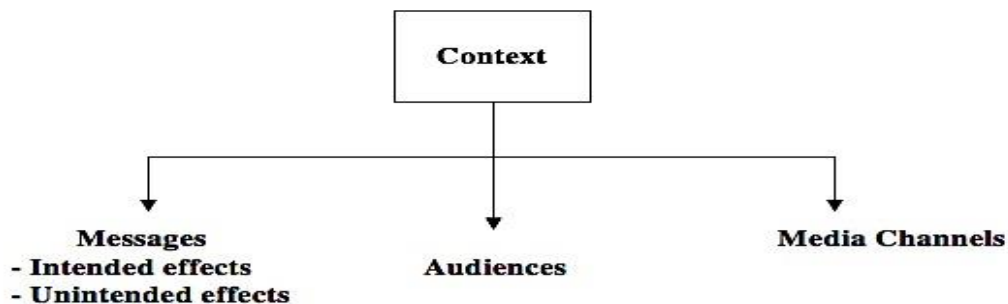 Context
Messages
- Intended effects
- Unintended effects
Audiences
Media Channels